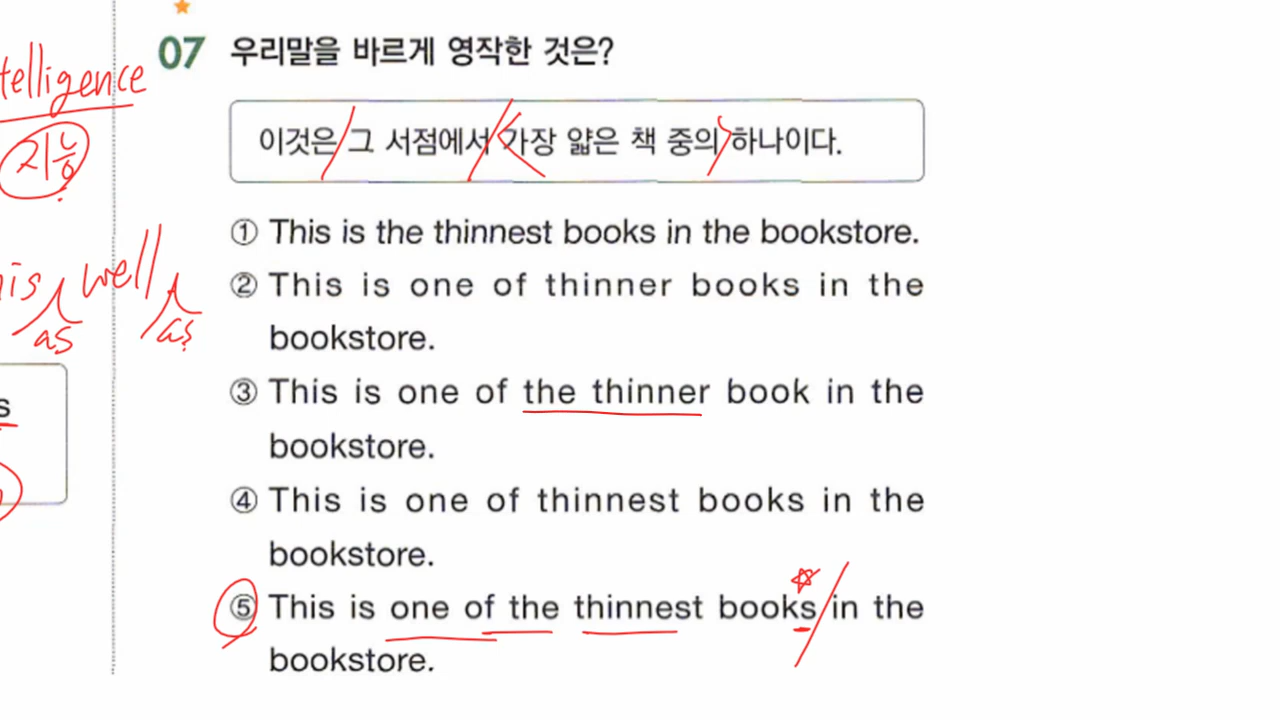 telligence
지능
07 우리말을 바르게 영작한 것은?
이것은 그 서점에서 가장 얇은 책 중의 하나이다.
① This is the thinnest books in the bookstore.
② This is one of thinner books in the
bookstore.
③ This is one of the thinner book in the
bookstore.
④ This is one of thinnest books in the
bookstore.
⑤ This is one of the thinnest books in the
bookstore.
is well
as as
s